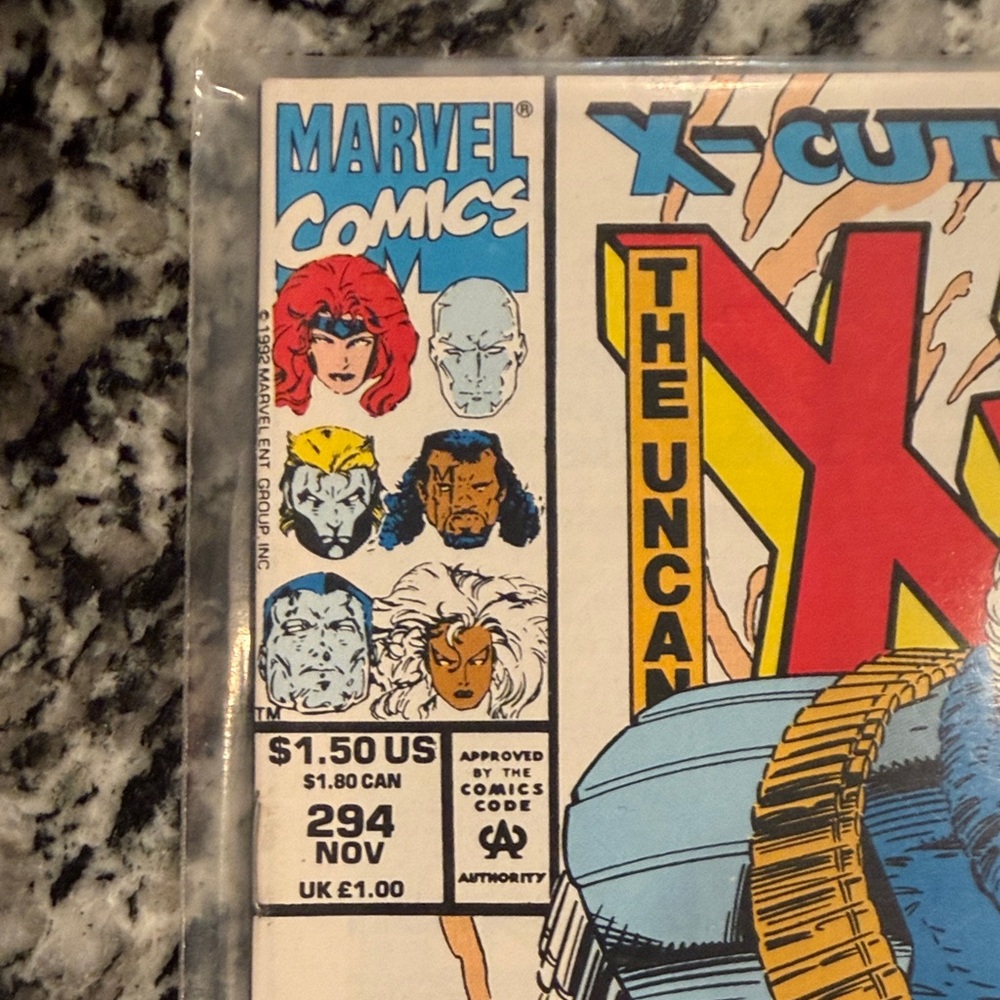 MARVEL®
COMICS
© 1992 MARVEL ENT. GROUP, INC.
TM
$1.50 US
$1.80 CAN
294
NOV
UK £1.00
APPROVED
BY THE
COMICS
CODE
A
AUTHORITY
X-CUT
THE UNCAN
X